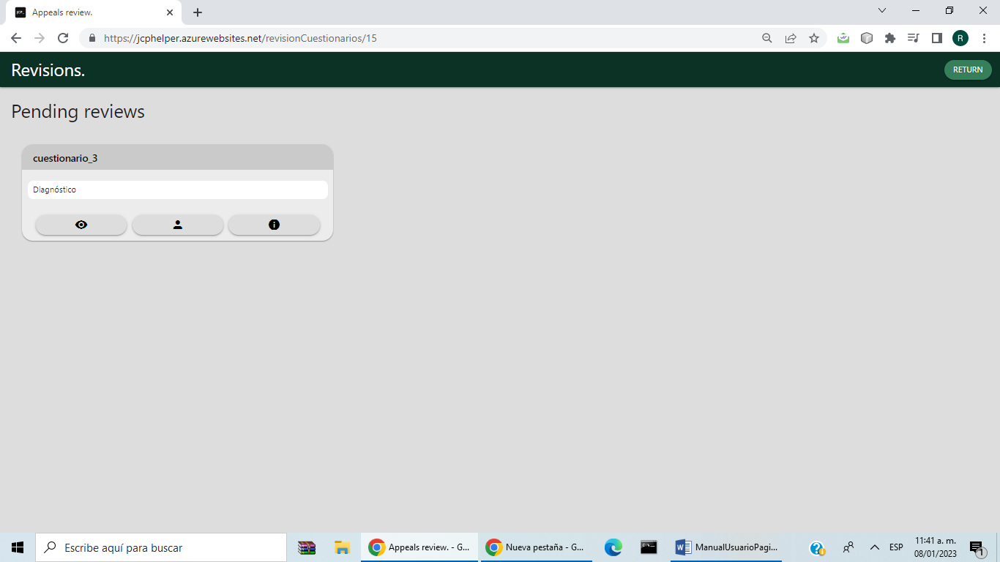 Appeals review.
https://jcphelper.azurewebsites.net/revisionCuestionarios/15
R
Revisions.
RETURN
Pending reviews
cuestionario_3
Diagnóstico
Escribe aquí para buscar
Appeals review. - G...
Nueva pestaña - G...
ManualUsuarioPagi...
ESP
11:41 a. m.
08/01/2023
1